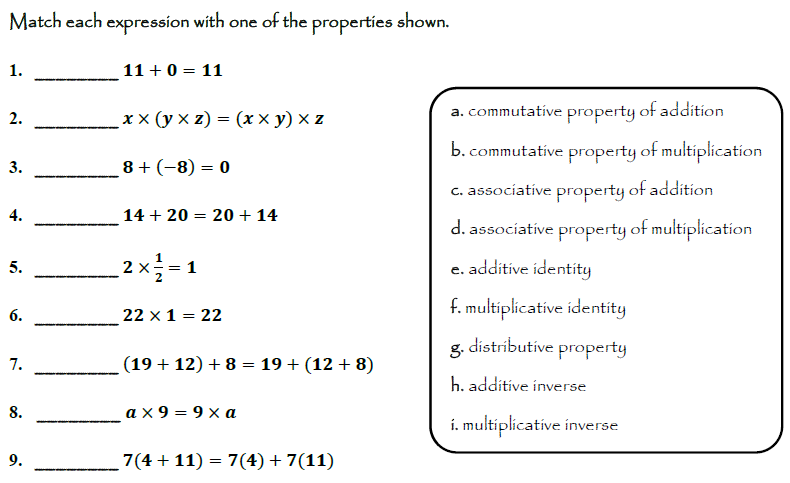 Match each expression with one of the properties shown.
1. ________ 11 + 0 = 11
2. ________ x × (y × z) = (x × y) × z
3. ________ 8 + (−8) = 0
4. ________ 14 + 20 = 20 + 14
5. ________ 2 × 1/2 = 1
6. ________ 22 × 1 = 22
7. ________ (19 + 12) + 8 = 19 + (12 + 8)
8. ________ a × 9 = 9 × a
9. ________ 7(4 + 11) = 7(4) + 7(11)
a. commutative property of addition
b. commutative property of multiplication
c. associative property of addition
d. associative property of multiplication
e. additive identity
f. multiplicative identity
g. distributive property
h. additive inverse
i. multiplicative inverse